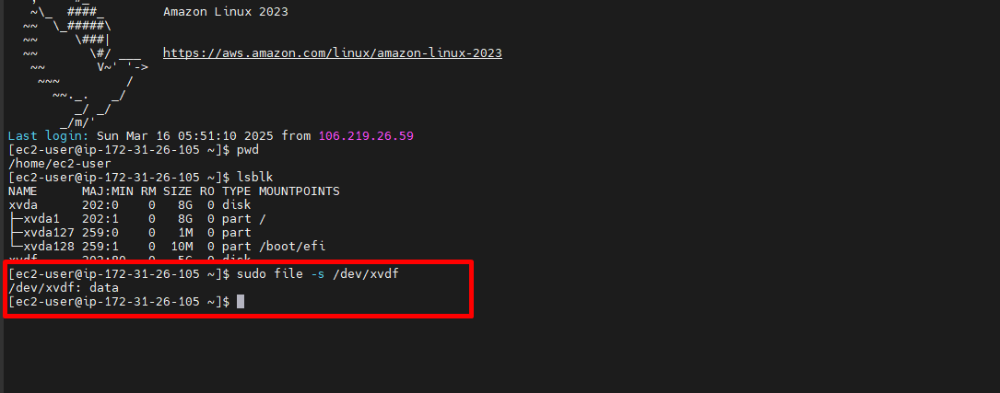 ~\_  ####_        Amazon Linux 2023
~~  \_#####\
~~     \###|
~~       \#/ ___   https://aws.amazon.com/linux/amazon-linux-2023
~~       V~' '->
~~~         /
~~._.   _/
_/ _/
_/m/'
Last login: Sun Mar 16 05:51:10 2025 from 106.219.26.59
[ec2-user@ip-172-31-26-105 ~]$ pwd
/home/ec2-user
[ec2-user@ip-172-31-26-105 ~]$ lsblk
NAME      MAJ:MIN RM SIZE RO TYPE MOUNTPOINTS
xvda      202:0    0   8G  0 disk
├─xvda1   202:1    0   8G  0 part /
├─xvda127 259:0    0   1M  0 part
└─xvda128 259:1    0  10M  0 part /boot/efi
xvdf      202:80   0   5G  0 disk
[ec2-user@ip-172-31-26-105 ~]$ sudo file -s /dev/xvdf
/dev/xvdf: data
[ec2-user@ip-172-31-26-105 ~]$